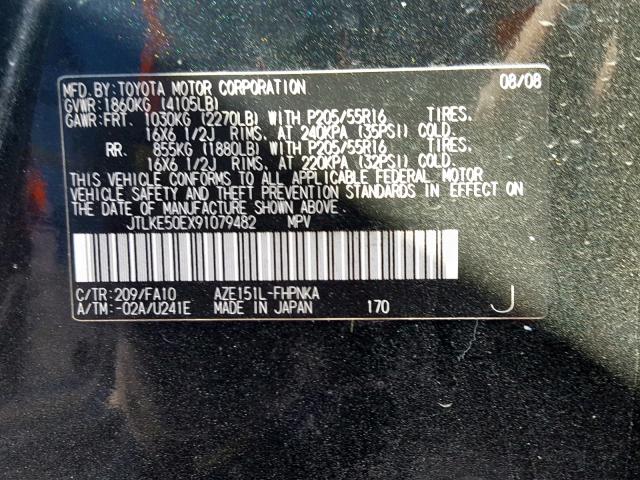 MFD. BY: TOYOTA MOTOR CORPORATION 08/08
GVWR: 1860KG (4105LB)
GAWR: FRT. 1030KG (2270LB) WITH P205/55R16 TIRES.
16X6 1/2J RIMS. AT 240KPA (35PSI) COLD.
RR. 855KG (1880LB) WITH P205/55R16 TIRES.
16X6 1/2J RIMS. AT 220KPA (32PSI) COLD.
THIS VEHICLE CONFORMS TO ALL APPLICABLE FEDERAL MOTOR
VEHICLE SAFETY AND THEFT PREVENTION STANDARDS IN EFFECT ON
THE DATE OF MANUFACTURE SHOWN ABOVE.
JTLKE50EX91079482 MPV
C/TR: 209/FA10 AZE151L-FHPNKA
A/TM: -02A/U241E MADE IN JAPAN 170 J